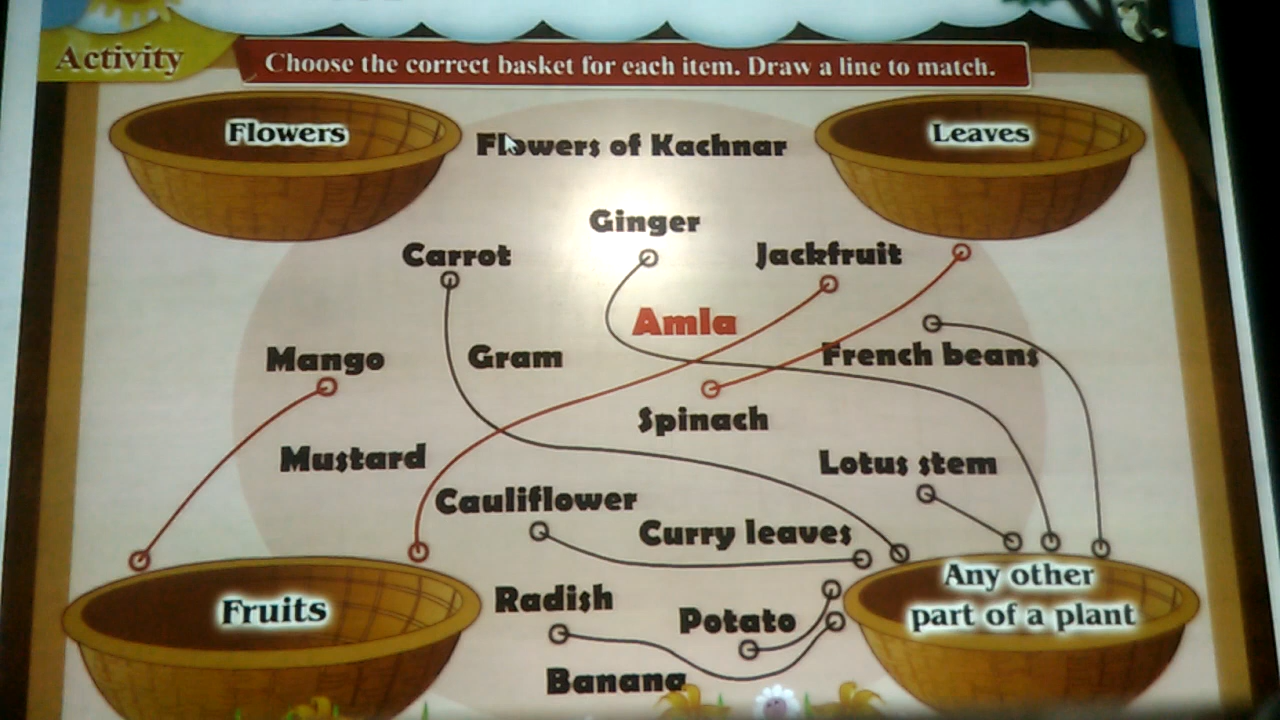 Activity
Choose the correct basket for each item. Draw a line to match.
Flowers
Flowers of Kachnar
Leaves
Ginger
Carrot
Jackfruit
Amla
Mango
Gram
French beans
Spinach
Mustard
Lotus stem
Cauliflower
Curry leaves
Any other
part of a plant
Fruits
Radish
Potato
Banana